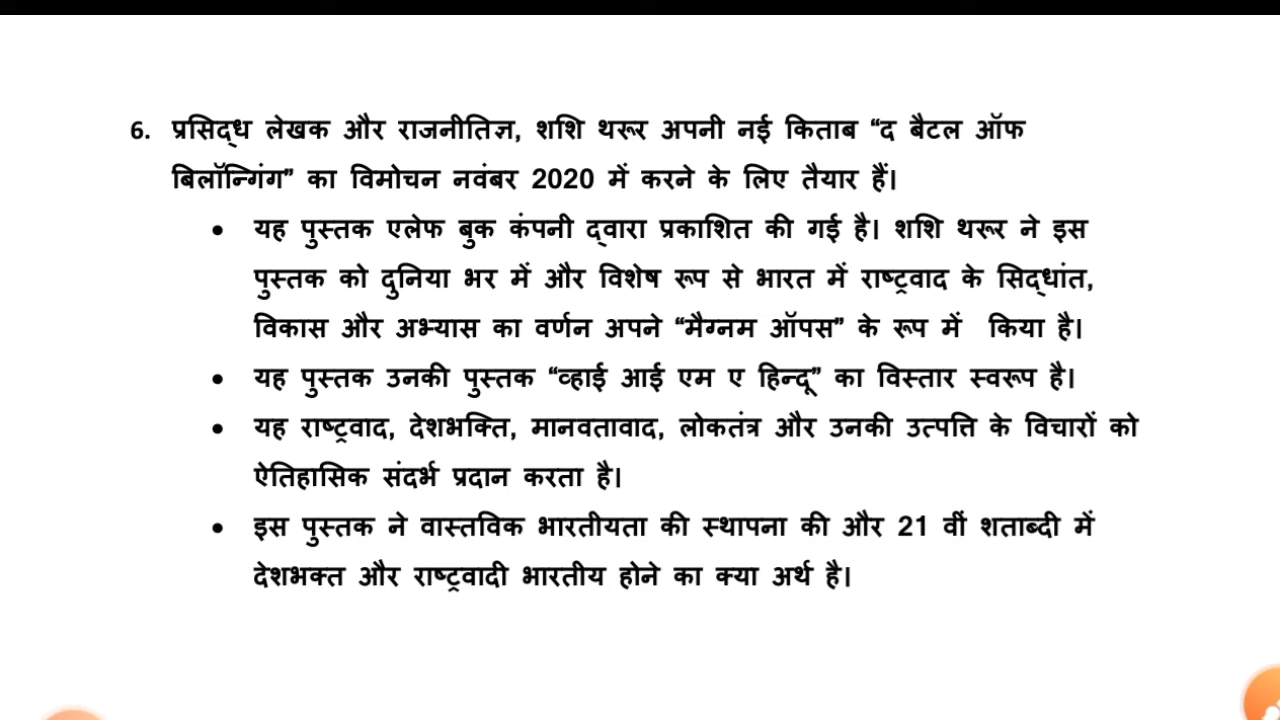 6. प्रसिद्ध लेखक और राजनीतिज्ञ, शशि थरूर अपनी नई किताब “द बैटल ऑफ
बिलॉन्गिंग” का विमोचन नवंबर 2020 में करने के लिए तैयार हैं।
• यह पुस्तक एलेफ बुक कंपनी द्वारा प्रकाशित की गई है। शशि थरूर ने इस
पुस्तक को दुनिया भर में और विशेष रूप से भारत में राष्ट्रवाद के सिद्धांत,
विकास और अभ्यास का वर्णन अपने “मैग्नम ऑपस” के रूप में किया है।
• यह पुस्तक उनकी पुस्तक “व्हाई आई एम ए हिन्दू” का विस्तार स्वरूप है।
• यह राष्ट्रवाद, देशभक्ति, मानवतावाद, लोकतंत्र और उनकी उत्पत्ति के विचारों को
ऐतिहासिक संदर्भ प्रदान करता है।
• इस पुस्तक ने वास्तविक भारतीयता की स्थापना की और 21 वीं शताब्दी में
देशभक्त और राष्ट्रवादी भारतीय होने का क्या अर्थ है।